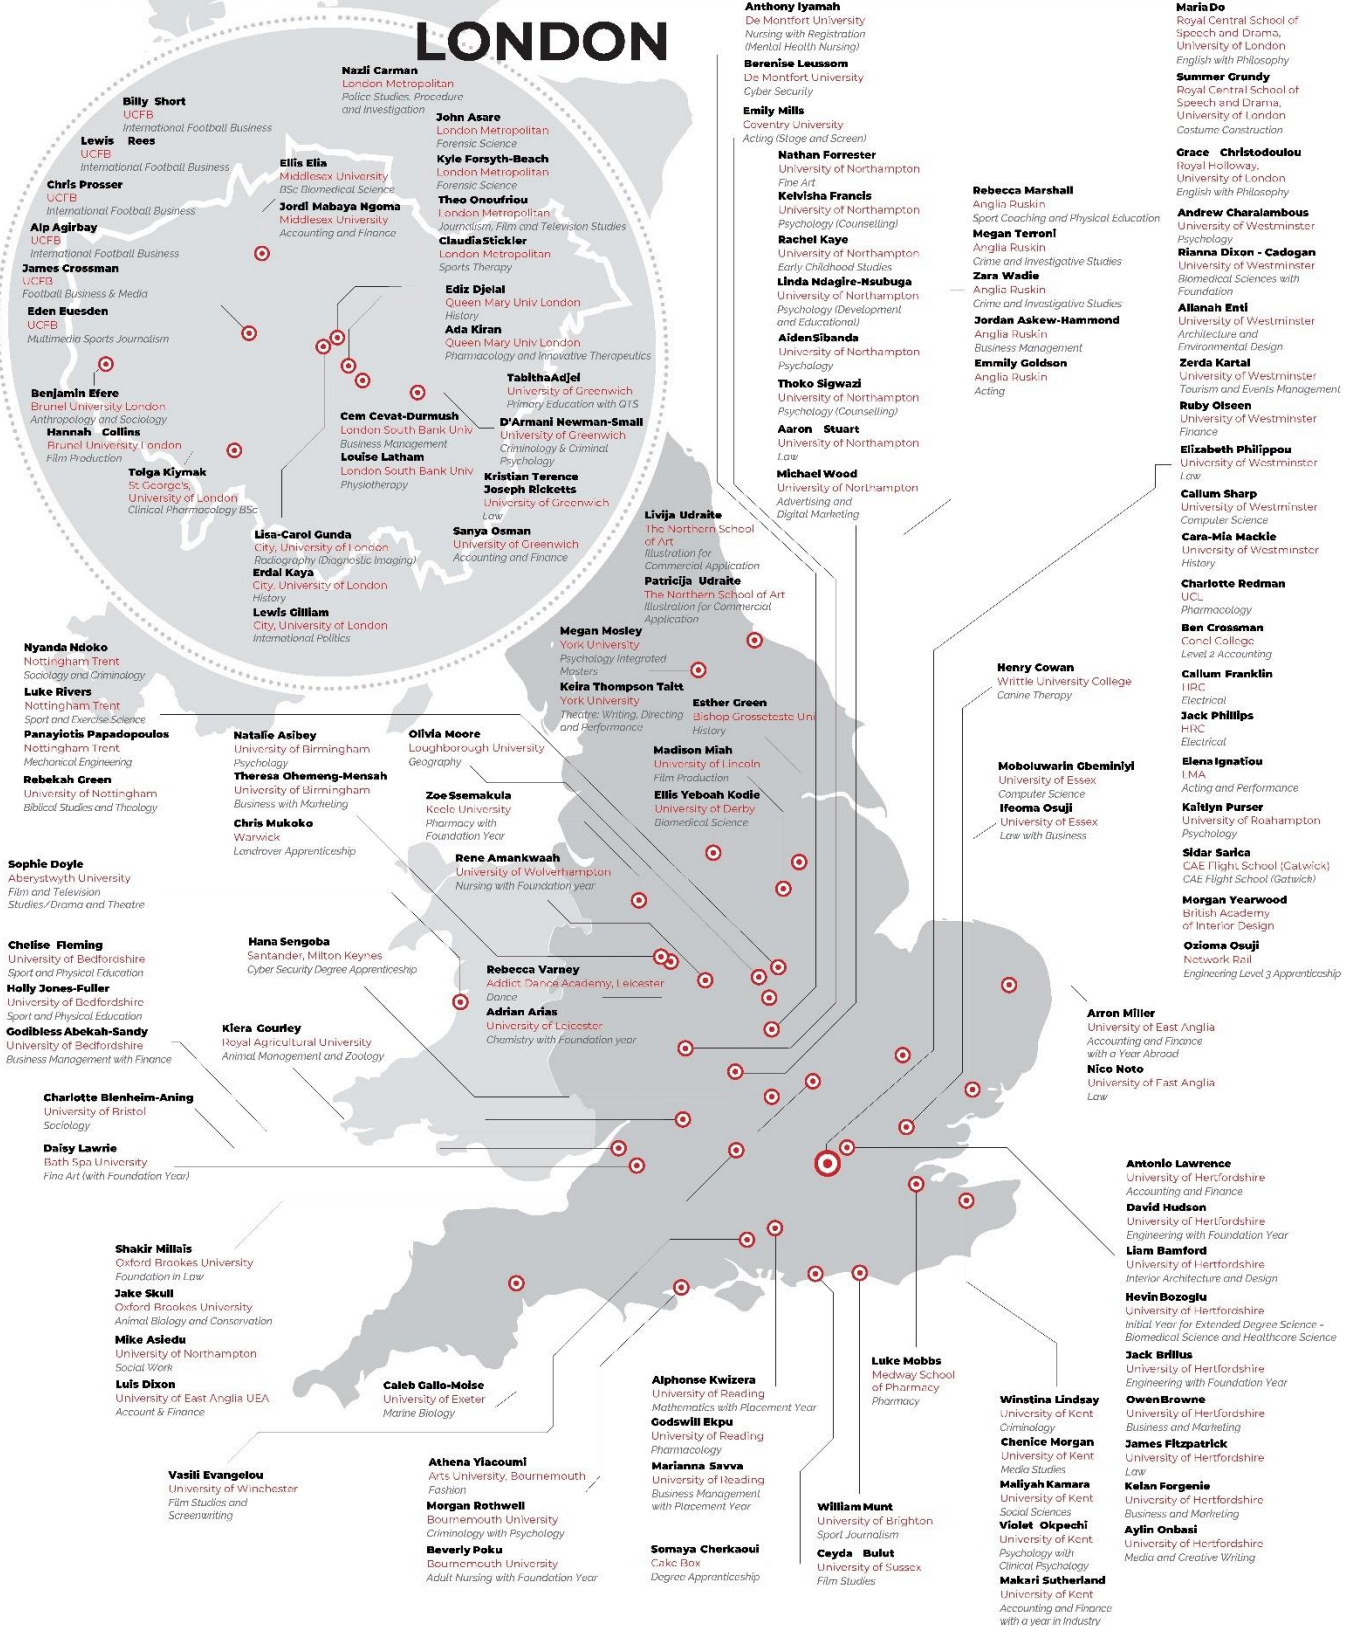 LONDON
Nazli Carman
London Metropolitan
Police Studies, Procedure
and Investigation
Billy Short
UCFB
International Football Business
Lewis Rees
UCFB
International Football Business
Chris Prosser
UCFB
International Football Business
Alp Agirbay
UCFB
International Football Business
James Crossman
UCFB
Football Business & Media
Eden Euesden
UCFB
Multimedia Sports Journalism
Benjamin Efere
Brunel University London
Anthropology and Sociology
Hannah Collins
Brunel University London
Film Production
Tolga Kiymak
St George's,
University of London
Clinical Pharmacology BSc
Ellis Elia
Middlesex University
BSc Biomedical Science
Jordi Mabaya Ngoma
Middlesex University
Accounting and Finance
John Asare
London Metropolitan
Forensic Science
Kyle Forsyth-Beach
London Metropolitan
Forensic Science
Theo Onoufriou
London Metropolitan
Journalism, Film and Television Studies
Claudia Stickler
London Metropolitan
Sports Therapy
Ediz Djelal
Queen Mary Univ London
History
Ada Kiran
Queen Mary Univ London
Pharmacology and Innovative Therapeutics
Tabitha Adjei
University of Greenwich
Primary Education with QTS
D'Armani Newman-Small
University of Greenwich
Criminology & Criminal
Psychology
Kristian Terence
Joseph Ricketts
University of Greenwich
Law
Sanya Osman
University of Greenwich
Accounting and Finance
Cem Cevat-Durmush
London South Bank Univ
Business Management
Louise Latham
London South Bank Univ
Physiotherapy
Lisa-Carol Gunda
City, University of London
Radiography (Diagnostic Imaging)
Erdal Kaya
City, University of London
History
Lewis Gilliam
City, University of London
International Politics
Anthony Iyamah
De Montfort University
Nursing with Registration
(Mental Health Nursing)
Berenise Leussom
De Montfort University
Cyber Security
Emily Mills
Coventry University
Acting (Stage and Screen)
Nathan Forrester
University of Northampton
Fine Art
Kelvisha Francis
University of Northampton
Psychology (Counselling)
Rachel Kaye
University of Northampton
Early Childhood Studies
Linda Ndagire-Nsubuga
University of Northampton
Psychology (Development
and Educational)
Aiden Sibanda
University of Northampton
Psychology
Thoko Sigwazi
University of Northampton
Psychology (Counselling)
Aaron Stuart
University of Northampton
Law
Michael Wood
University of Northampton
Advertising and
Digital Marketing
Rebecca Marshall
Anglia Ruskin
Sport Coaching and Physical Education
Megan Terroni
Anglia Ruskin
Crime and Investigative Studies
Zara Wadie
Anglia Ruskin
Crime and Investigative Studies
Jordan Askew-Hammond
Anglia Ruskin
Business Management
Emmily Goldson
Anglia Ruskin
Acting
Maria Do
Royal Central School of
Speech and Drama,
University of London
English with Philosophy
Summer Grundy
Royal Central School of
Speech and Drama,
University of London
Costume Construction
Grace Christodoulou
Royal Holloway,
University of London
English with Philosophy
Andrew Charalambous
University of Westminster
Psychology
Rianna Dixon - Cadogan
University of Westminster
Biomedical Sciences with
Foundation
Allanah Enti
University of Westminster
Architecture and
Environmental Design
Zerda Kartal
University of Westminster
Tourism and Events Management
Ruby Olseen
University of Westminster
Finance
Elizabeth Philippou
University of Westminster
Law
Callum Sharp
University of Westminster
Computer Science
Cara-Mia Mackie
University of Westminster
History
Charlotte Redman
UCL
Pharmacology
Ben Crossman
Conel College
Level 2 Accounting
Callum Franklin
HRC
Electrical
Jack Phillips
HRC
Electrical
Elena Ignatiou
LMA
Acting and Performance
Kaitlyn Purser
University of Roahampton
Psychology
Sidar Sarica
CAE Flight School (Gatwick)
CAE Flight School (Gatwick)
Morgan Yearwood
British Academy
of Interior Design
Ozioma Osuji
Network Rail
Engineering Level 3 Apprenticeship
Livija Udraite
The Northern School
of Art
Illustration for
Commercial Application
Patricija Udraite
The Northern School of Art
Illustration for Commercial
Application
Megan Mosley
York University
Psychology Integrated
Masters
Keira Thompson Taitt
York University
Theatre: Writing, Directing
and Performance
Esther Green
Bishop Grosseteste Uni
History
Madison Miah
University of Lincoln
Film Production
Ellis Yeboah Kodie
University of Derby
Biomedical Science
Henry Cowan
Writtle University College
Canine Therapy
Moboluwarin Gbeminiyi
University of Essex
Computer Science
Ifeoma Osuji
University of Essex
Law with Business
Nyanda Ndoko
Nottingham Trent
Sociology and Criminology
Luke Rivers
Nottingham Trent
Sport and Exercise Science
Panayiotis Papadopoulos
Nottingham Trent
Mechanical Engineering
Rebekah Green
University of Nottingham
Biblical Studies and Theology
Natalie Asibey
University of Birmingham
Psychology
Theresa Ohemeng-Mensah
University of Birmingham
Business with Marketing
Chris Mukoko
Warwick
Landrover Apprenticeship
Olivia Moore
Loughborough University
Geography
Zoe Ssemakula
Keele University
Pharmacy with
Foundation Year
Rene Amankwaah
University of Wolverhampton
Nursing with Foundation year
Sophie Doyle
Aberystwyth University
Film and Television
Studies/Drama and Theatre
Chelise Fleming
University of Bedfordshire
Sport and Physical Education
Holly Jones-Fuller
University of Bedfordshire
Sport and Physical Education
Godibless Abekah-Sandy
University of Bedfordshire
Business Management with Finance
Hana Sengoba
Santander, Milton Keynes
Cyber Security Degree Apprenticeship
Kiera Gourley
Royal Agricultural University
Animal Management and Zoology
Rebecca Varney
Addict Dance Academy, Leicester
Dance
Adrian Arias
University of Leicester
Chemistry with Foundation year
Charlotte Blenheim-Aning
University of Bristol
Sociology
Daisy Lawrie
Bath Spa University
Fine Art (with Foundation Year)
Arron Miller
University of East Anglia
Accounting and Finance
with a Year Abroad
Nico Noto
University of East Anglia
Law
Shakir Millais
Oxford Brookes University
Foundation in Law
Jake Skull
Oxford Brookes University
Animal Biology and Conservation
Mike Asiedu
University of Northampton
Social Work
Luis Dixon
University of East Anglia UEA
Account & Finance
Vasili Evangelou
University of Winchester
Film Studies and
Screenwriting
Caleb Gallo-Moise
University of Exeter
Marine Biology
Athena Yiacoumi
Arts University, Bournemouth
Fashion
Morgan Rothwell
Bournemouth University
Criminology with Psychology
Beverly Poku
Bournemouth University
Adult Nursing with Foundation Year
Alphonse Kwizera
University of Reading
Mathematics with Placement Year
Godswill Ekpu
University of Reading
Pharmacology
Marianna Savva
University of Reading
Business Management
with Placement Year
Somaya Cherkaoui
Cake Box
Degree Apprenticeship
William Munt
University of Brighton
Sport Journalism
Ceyda Bulut
University of Sussex
Film Studies
Luke Mobbs
Medway School
of Pharmacy
Pharmacy
Winstina Lindsay
University of Kent
Criminology
Chenice Morgan
University of Kent
Media Studies
Maliyah Kamara
University of Kent
Social Sciences
Violet Okpechi
University of Kent
Psychology with
Clinical Psychology
Makari Sutherland
University of Kent
Accounting and Finance
with a year in Industry
Antonio Lawrence
University of Hertfordshire
Accounting and Finance
David Hudson
University of Hertfordshire
Engineering with Foundation Year
Liam Bamford
University of Hertfordshire
Interior Architecture and Design
Hevin Bozoglu
University of Hertfordshire
Initial Year for Extended Degree Science -
Biomedical Science and Healthcare Science
Jack Brillus
University of Hertfordshire
Engineering with Foundation Year
Owen Browne
University of Hertfordshire
Business and Marketing
James Fitzpatrick
University of Hertfordshire
Law
Kelan Forgenie
University of Hertfordshire
Business and Marketing
Aylin Onbasi
University of Hertfordshire
Media and Creative Writing